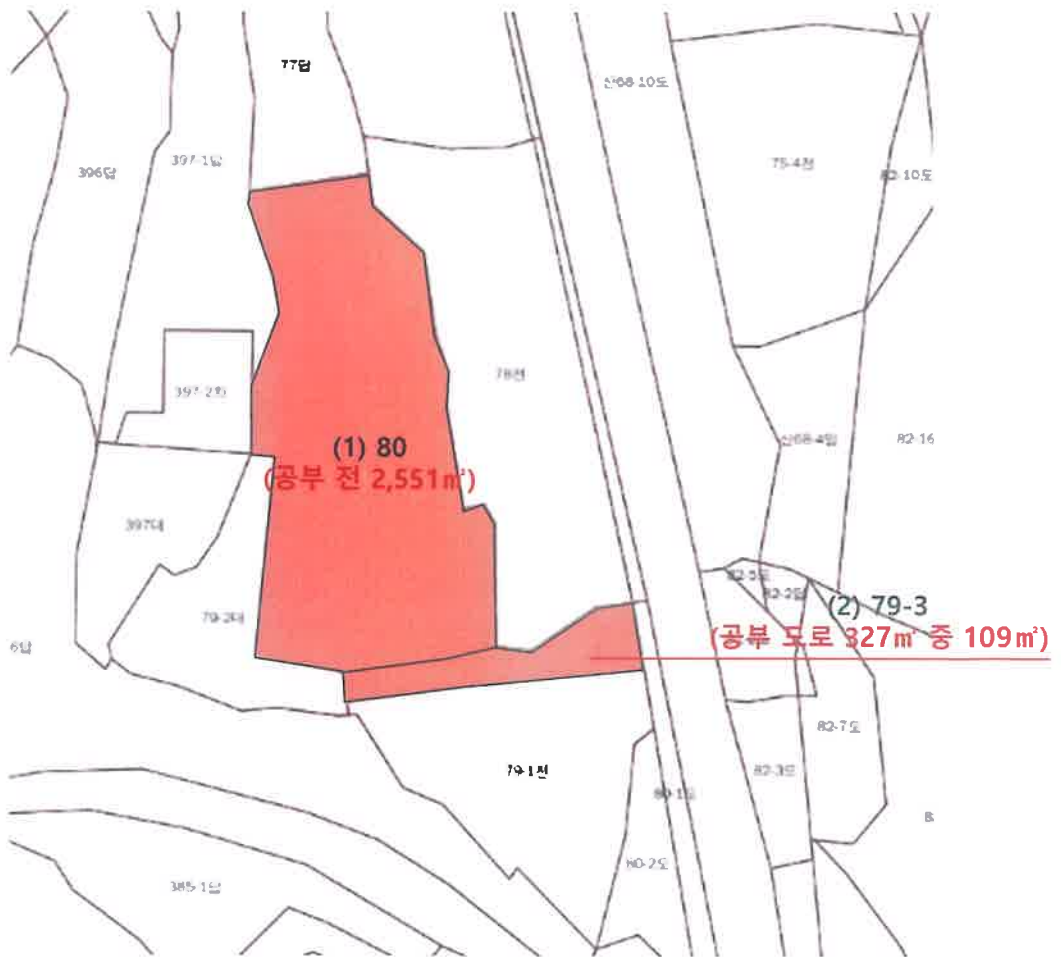 77답
산68-10도
397-1답
396답
75-4전
82-10도
78전
397-2전
산68-4임
82-16
(1) 80
(공부 전 2,551㎡)
397대
82-5도
82-2답
(2) 79-3
79-2대
(공부 도로 327㎡ 중 109㎡)
6답
82-7도
79-1전
82-3도
80-1도
80-2도
385-1답